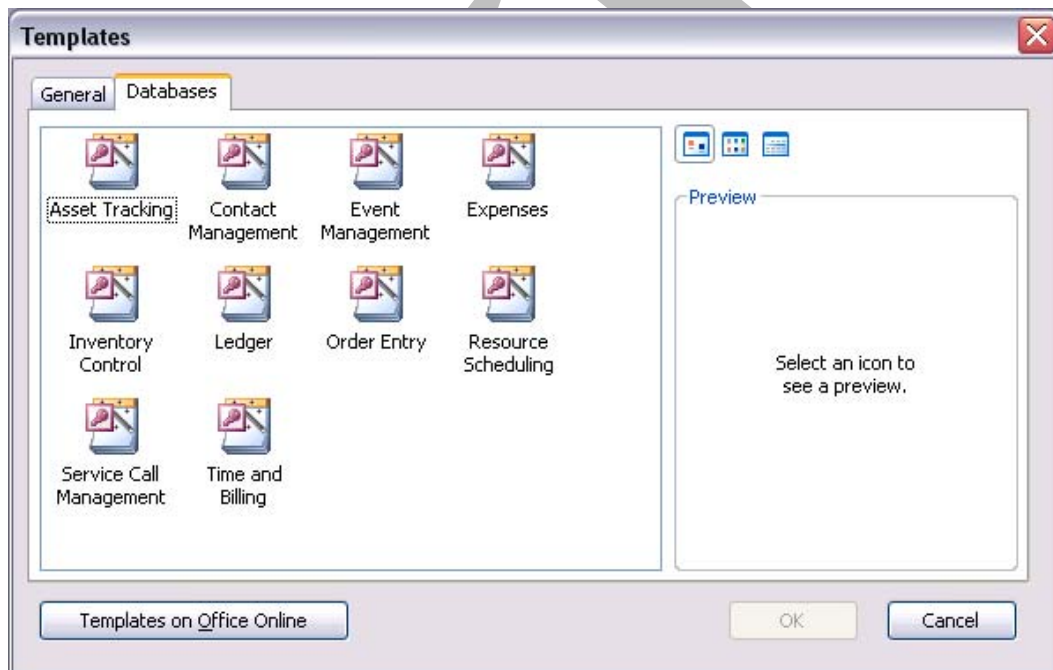 Templates
General Databases
Asset Tracking
Contact
Management
Event
Management
Expenses
Inventory
Control
Ledger
Order Entry
Resource
Scheduling
Service Call
Management
Time and
Billing
Preview
Select an icon to
see a preview.
Templates on Office Online
OK
Cancel